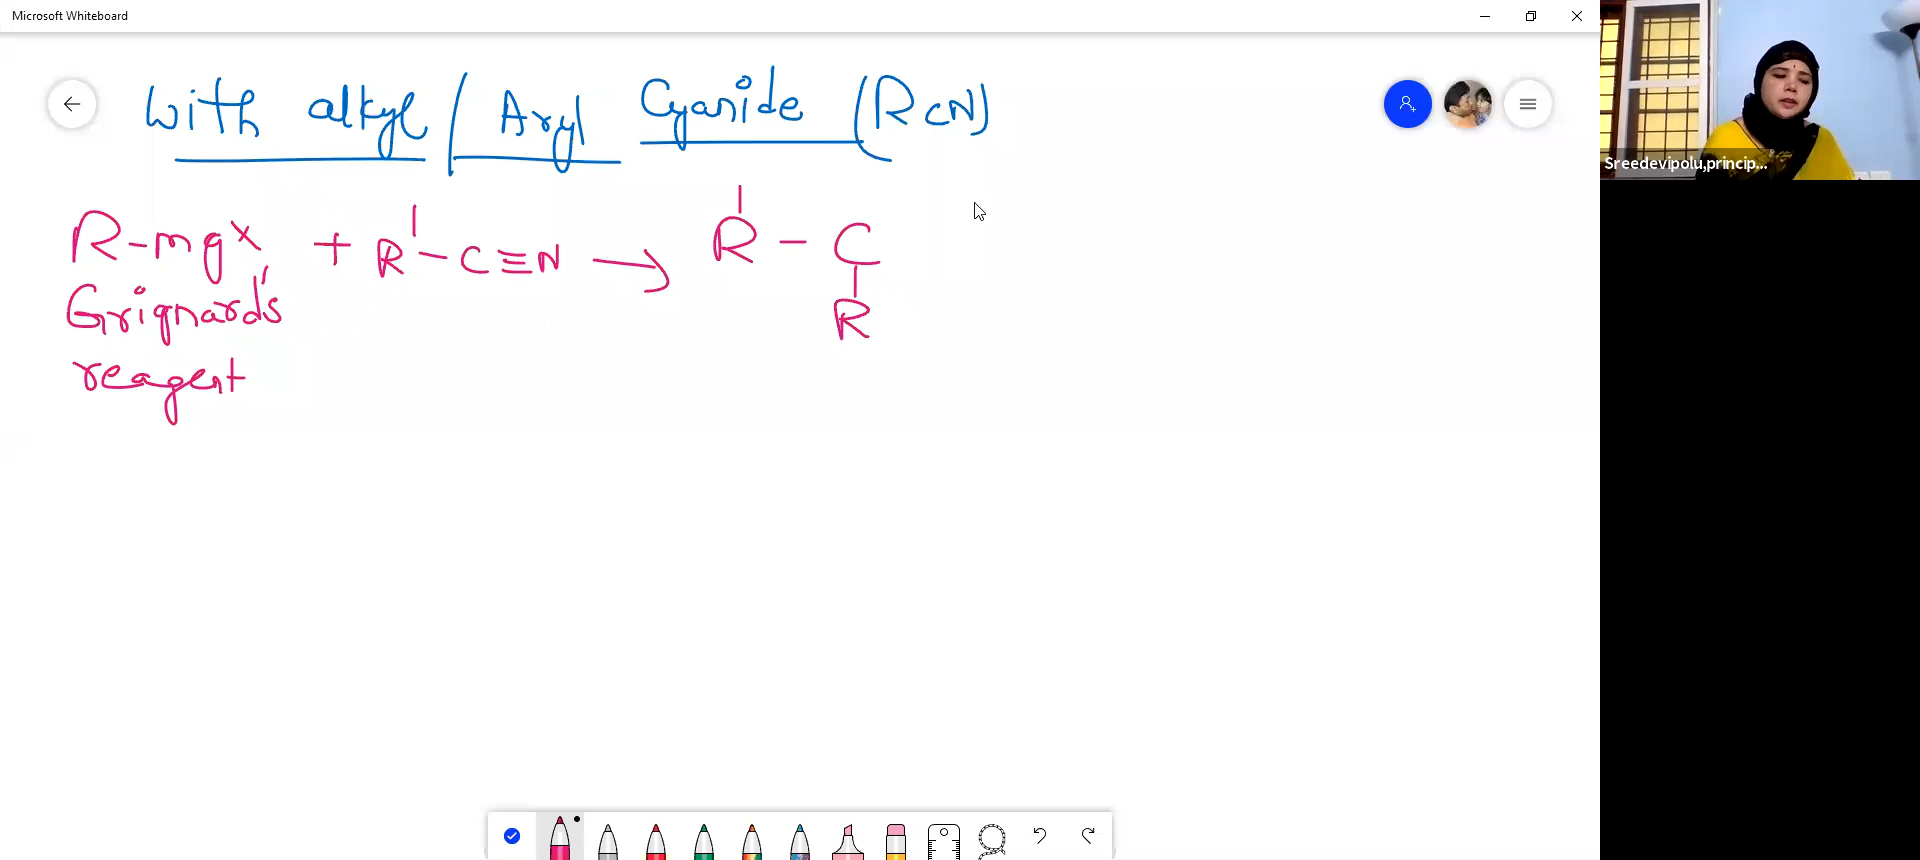 Microsoft Whiteboard
With alkyl / Aryl Cyanide (RCN)
R-mgx + R'-C≡N → R'-C
R
Grignard's
reagent
Sreedevipolu,princip...